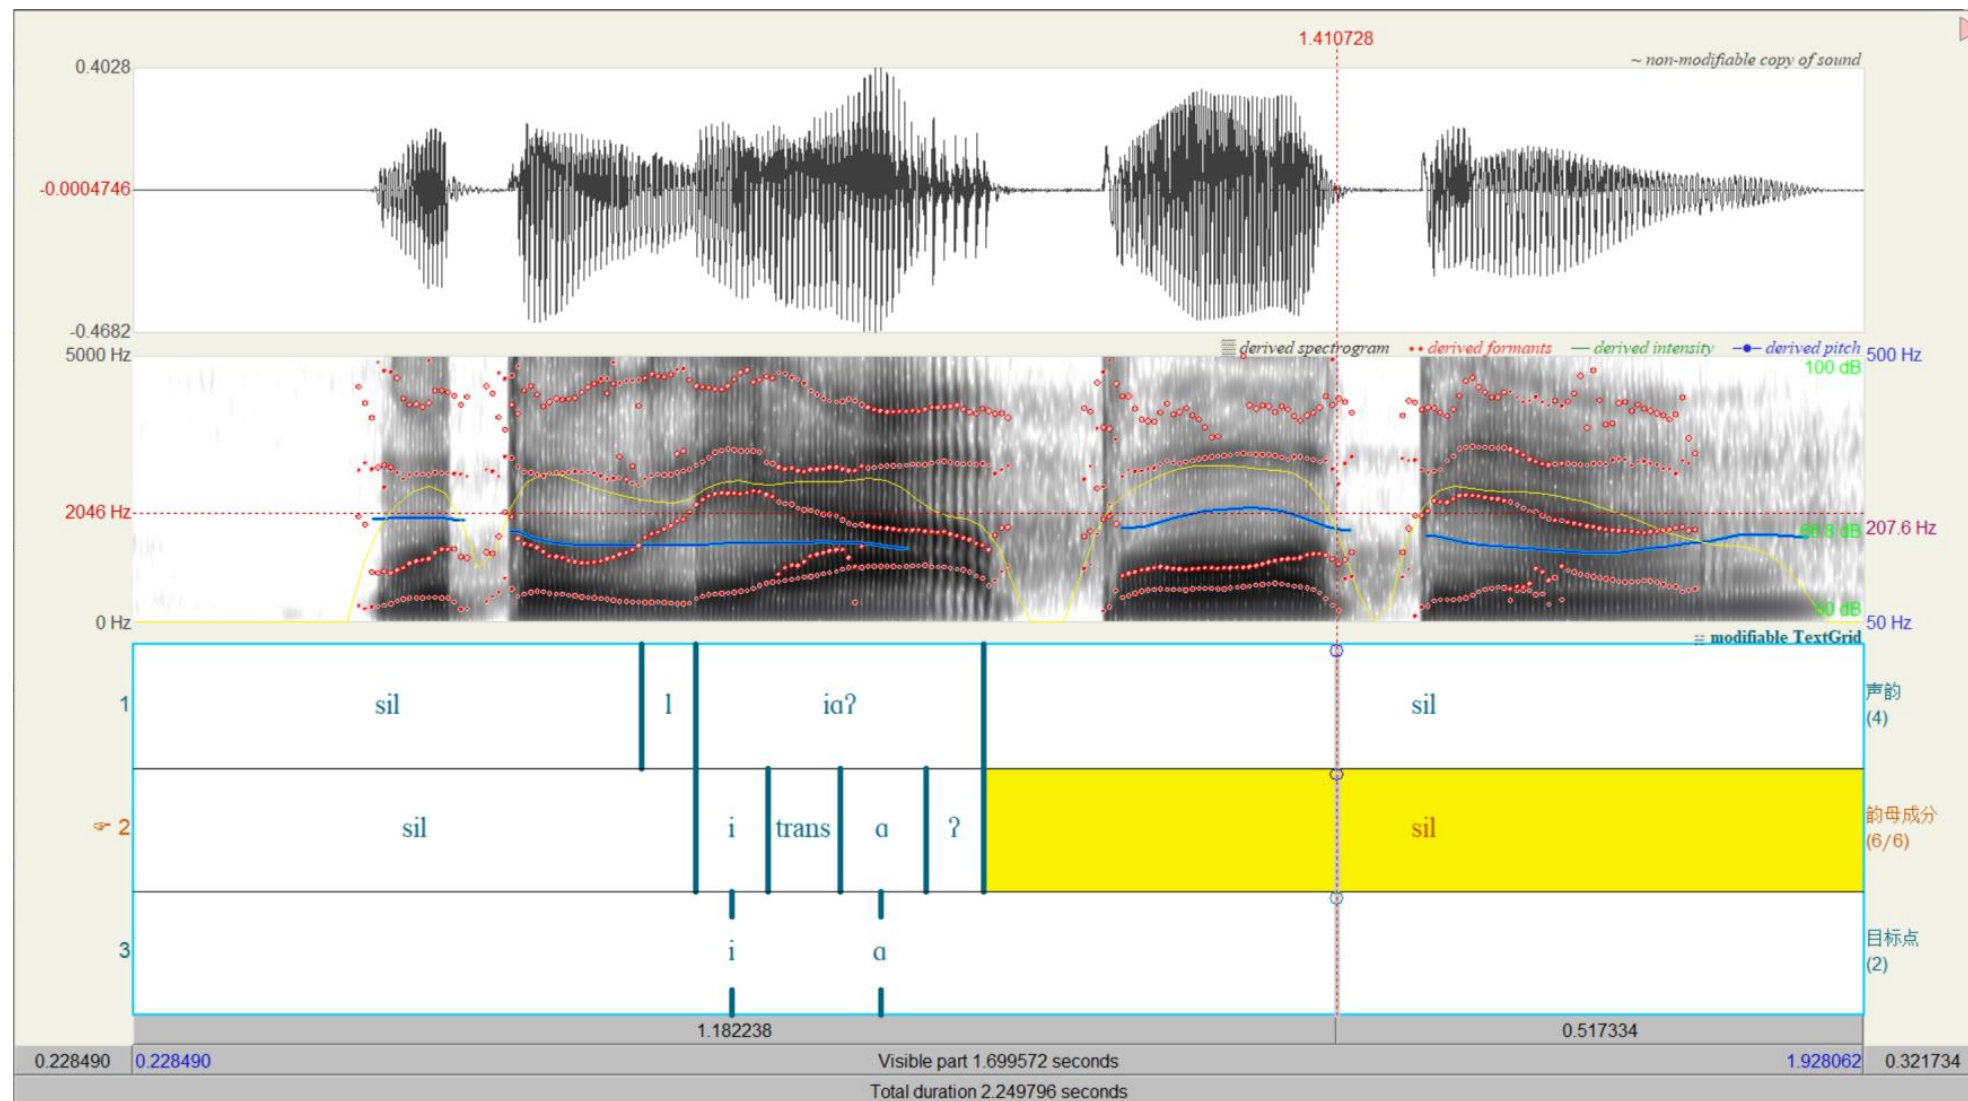 1.410728
0.4028
~ non-modifiable copy of sound
-0.0004746
-0.4682
5000 Hz
derived spectrogram derived formants derived intensity derived pitch
500 Hz
100 dB
2046 Hz
207.6 Hz
0 Hz
50 Hz
modifiable TextGrid
1 sil l iɑʔ sil 声韵
(4)
2 sil i trans ɑ ʔ sil 韵母成分
(6/6)
3 i ɑ 目标点
(2)
1.182238 0.517334
0.228490 0.228490 Visible part 1.699572 seconds 1.928062 0.321734
Total duration 2.249796 seconds